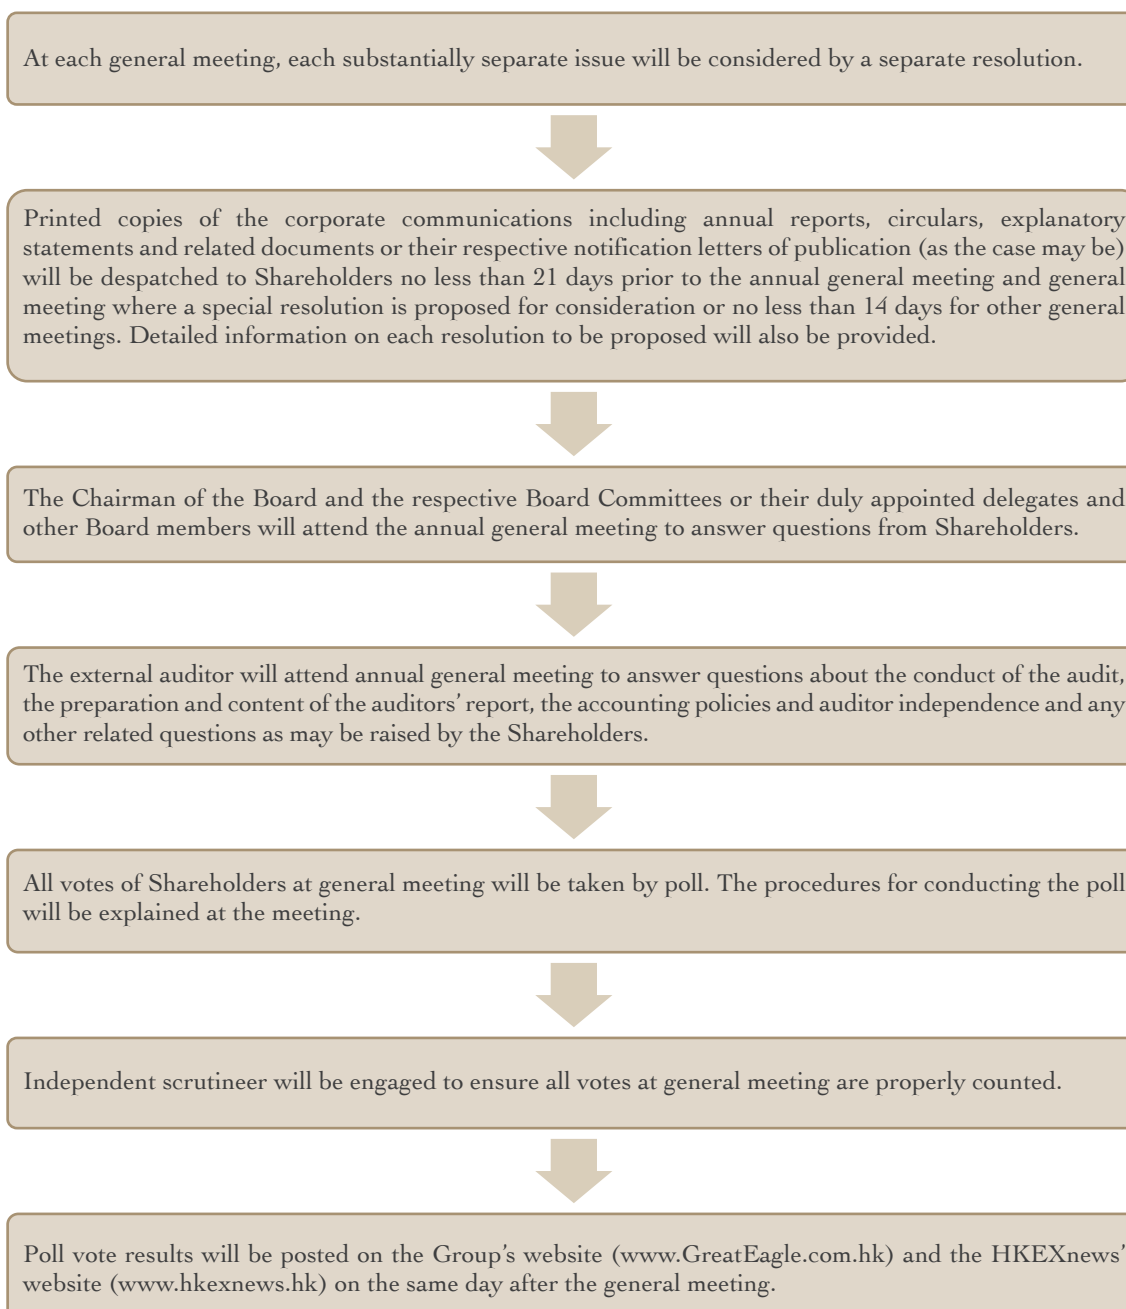 At each general meeting, each substantially separate issue will be considered by a separate resolution.
Printed copies of the corporate communications including annual reports, circulars, explanatory
statements and related documents or their respective notification letters of publication (as the case may be)
will be despatched to Shareholders no less than 21 days prior to the annual general meeting and general
meeting where a special resolution is proposed for consideration or no less than 14 days for other general
meetings. Detailed information on each resolution to be proposed will also be provided.
The Chairman of the Board and the respective Board Committees or their duly appointed delegates and
other Board members will attend the annual general meeting to answer questions from Shareholders.
The external auditor will attend annual general meeting to answer questions about the conduct of the audit,
the preparation and content of the auditors’ report, the accounting policies and auditor independence and any
other related questions as may be raised by the Shareholders.
All votes of Shareholders at general meeting will be taken by poll. The procedures for conducting the poll
will be explained at the meeting.
Independent scrutineer will be engaged to ensure all votes at general meeting are properly counted.
Poll vote results will be posted on the Group’s website (www.GreatEagle.com.hk) and the HKEXnews’
website (www.hkexnews.hk) on the same day after the general meeting.